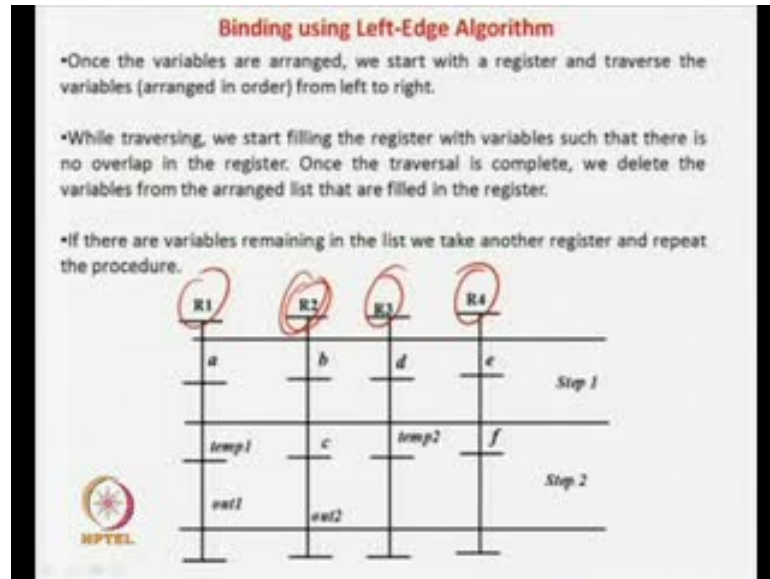 Binding using Left-Edge Algorithm
•Once the variables are arranged, we start with a register and traverse the
variables (arranged in order) from left to right.
•While traversing, we start filling the register with variables such that there is
no overlap in the register. Once the traversal is complete, we delete the
variables from the arranged list that are filled in the register.
•If there are variables remaining in the list we take another register and repeat
the procedure.
R1 R2 R3 R4
a b d e
Step 1
temp1 c temp2 f
Step 2
out1 out2
NPTEL